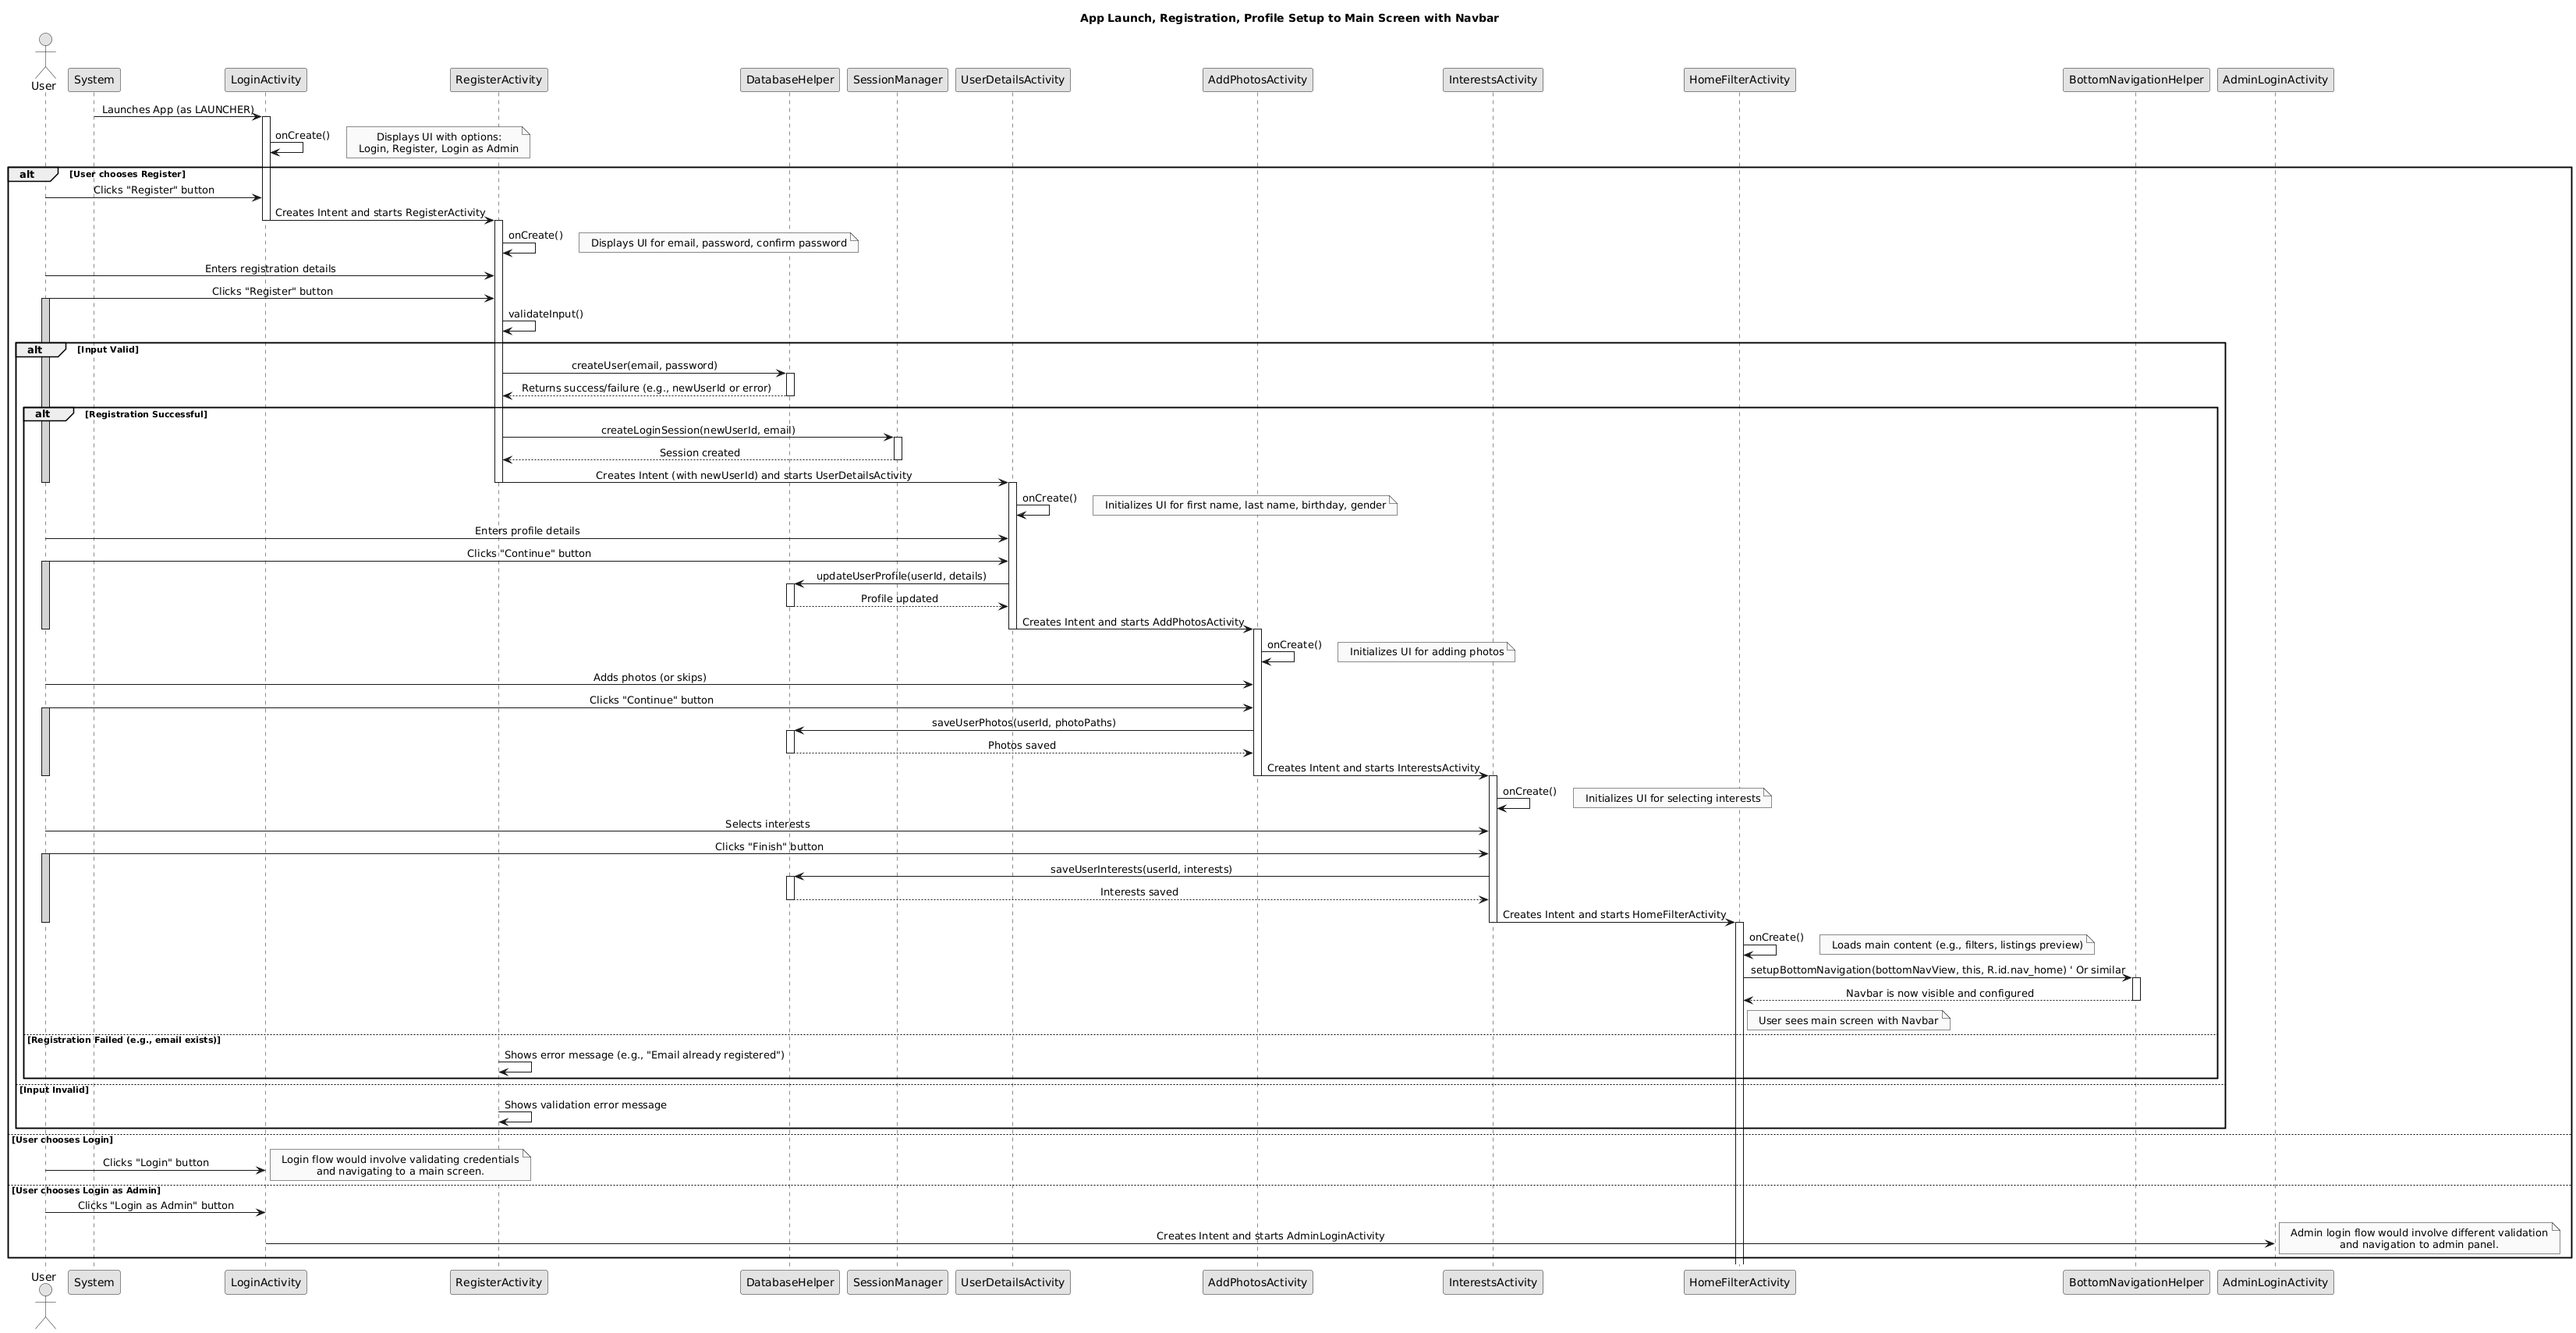 App Launch, Registration, Profile Setup to Main Screen with Navbar
User
System
LoginActivity
RegisterActivity
DatabaseHelper
SessionManager
UserDetailsActivity
AddPhotosActivity
InterestsActivity
HomeFilterActivity
BottomNavigationHelper
AdminLoginActivity
Launches App (as LAUNCHER)
onCreate()
Displays UI with options:
Login, Register, Login as Admin
alt
[User chooses Register]
Clicks "Register" button
Creates Intent and starts RegisterActivity
onCreate()
Displays UI for email, password, confirm password
Enters registration details
Clicks "Register" button
validateInput()
alt
[Input Valid]
createUser(email, password)
Returns success/failure (e.g., newUserId or error)
alt
[Registration Successful]
createLoginSession(newUserId, email)
Session created
Creates Intent (with newUserId) and starts UserDetailsActivity
onCreate()
Initializes UI for first name, last name, birthday, gender
Enters profile details
Clicks "Continue" button
updateUserProfile(userId, details)
Profile updated
Creates Intent and starts AddPhotosActivity
onCreate()
Initializes UI for adding photos
Adds photos (or skips)
Clicks "Continue" button
saveUserPhotos(userId, photoPaths)
Photos saved
Creates Intent and starts InterestsActivity
onCreate()
Initializes UI for selecting interests
Selects interests
Clicks "Finish" button
saveUserInterests(userId, interests)
Interests saved
Creates Intent and starts HomeFilterActivity
onCreate()
Loads main content (e.g., filters, listings preview)
setupBottomNavigation(bottomNavView, this, R.id.nav_home) ' Or similar
Navbar is now visible and configured
User sees main screen with Navbar
[Registration Failed (e.g., email exists)]
Shows error message (e.g., "Email already registered")
[Input Invalid]
Shows validation error message
[User chooses Login]
Clicks "Login" button
Login flow would involve validating credentials
and navigating to a main screen.
[User chooses Login as Admin]
Clicks "Login as Admin" button
Creates Intent and starts AdminLoginActivity
Admin login flow would involve different validation
and navigation to admin panel.
User
System
LoginActivity
RegisterActivity
DatabaseHelper
SessionManager
UserDetailsActivity
AddPhotosActivity
InterestsActivity
HomeFilterActivity
BottomNavigationHelper
AdminLoginActivity